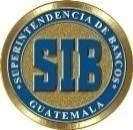 SUPERINTENDENCIA DE BANCOS
SIB
GUATEMALA